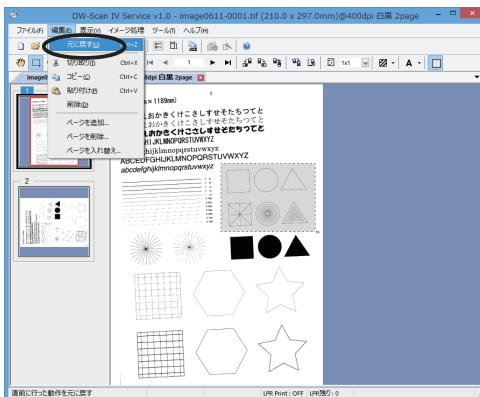 DW-Scan IV Service v1.0 - image0611-0001.tif (210.0 x 297.0mm)@400dpi 白黒 2page
ファイル(F) 編集(E) 表示(V) イメージ処理 ツール(T) ヘルプ(H)
元に戻す(U) Ctrl+Z
切り取り(T) Ctrl+X
コピー(C) Ctrl+C
貼り付け(P) Ctrl+V
削除(D)
ページを追加...
ページを削除...
ページを入れ替え...
1
1x1
A
0dpi 白黒 2page
1
× 1189mm)
おかきくけこさしすせそたちつてと
おかきくけこさしすせそたちつてと
えおかきくけこさしすせそたちつてと
HIJKLMNOPQRSTUVWXYZ
ghijklmnopqrstuvwxyz
ABCDEFGHIJKLMNOPQRSTUVWXYZ
abcdefghijklmnopqrstuvwxyz
2
直前に行った動作を元に戻す
LPR Print : OFF
LPR残り : 0